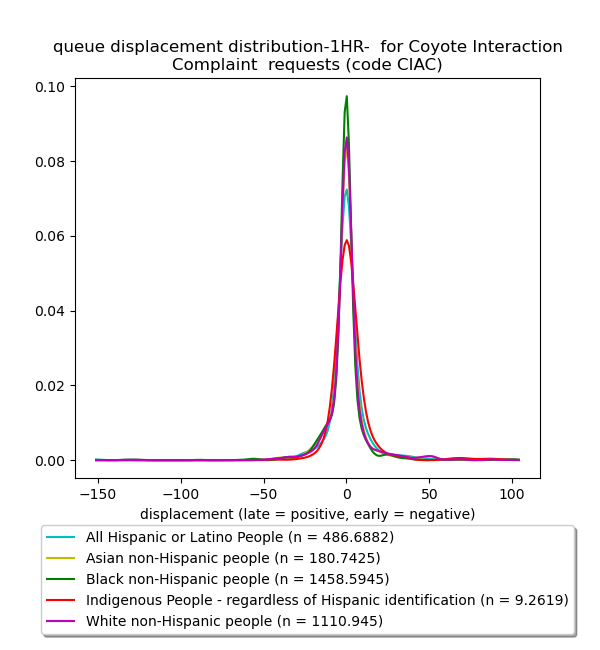 queue displacement distribution-1HR-  for Coyote Interaction
Complaint  requests (code CIAC)
0.10
0.08
0.06
0.04
0.02
0.00
−150 −100 −50 0 50 100
displacement (late = positive, early = negative)
All Hispanic or Latino People (n = 486.6882)
Asian non-Hispanic people (n = 180.7425)
Black non-Hispanic people (n = 1458.5945)
Indigenous People - regardless of Hispanic identification (n = 9.2619)
White non-Hispanic people (n = 1110.945)